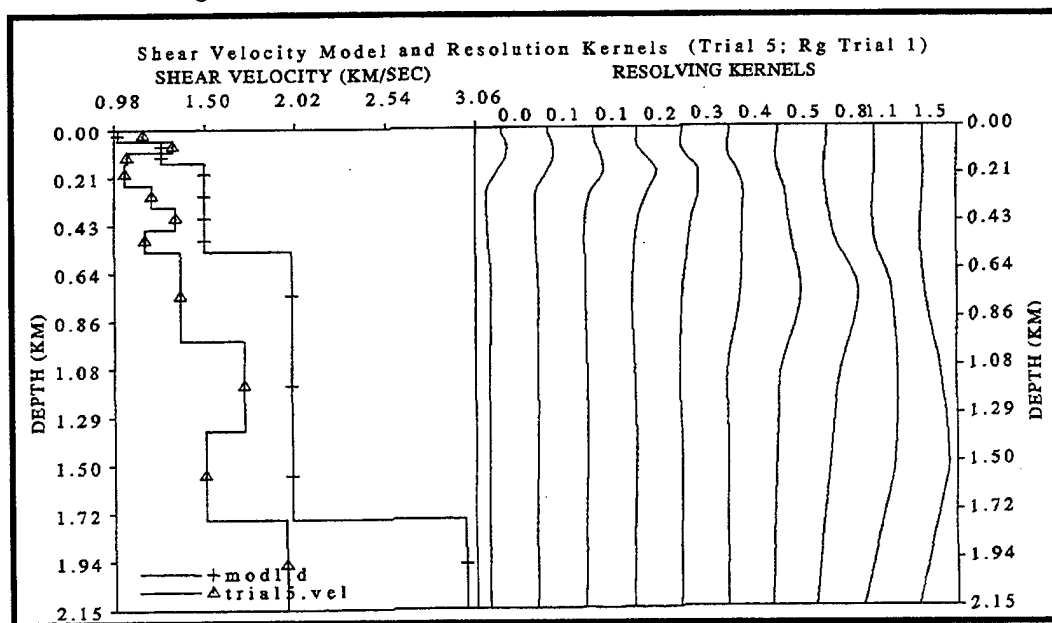 Shear Velocity Model and Resolution Kernels (Trial 5; Rg Trial 1)
SHEAR VELOCITY (KM/SEC) RESOLVING KERNELS
0.98 1.50 2.02 2.54 3.06
0.0 0.1 0.1 0.2 0.3 0.4 0.5 0.8 1.1 1.5
DEPTH (KM)
0.00
0.21
0.43
0.64
0.86
1.08
1.29
1.50
1.72
1.94
2.15
modl.d
trial5.vel
0.00
0.21
0.43
0.64
0.86
1.08
1.29
1.50
1.72
1.94
2.15
DEPTH (KM)